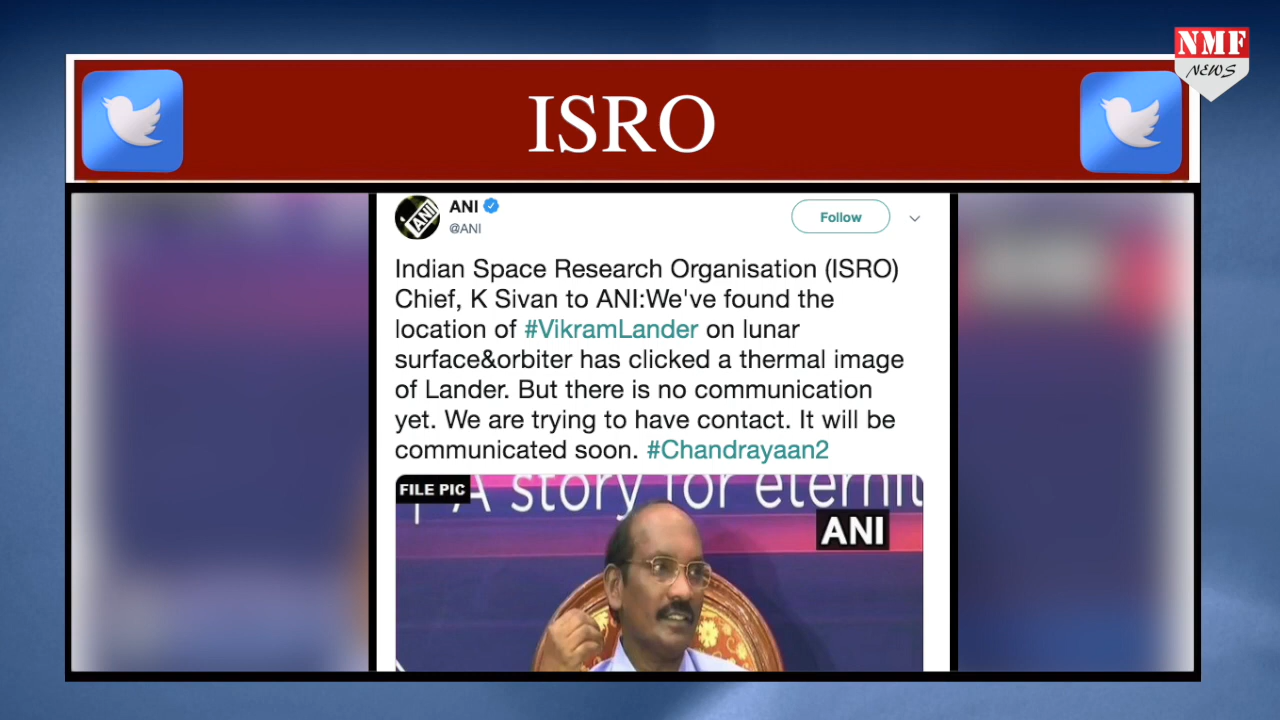 NMF
NEWS
ISRO
ANI
@ANI
Follow
Indian Space Research Organisation (ISRO)
Chief, K Sivan to ANI:We've found the
location of #VikramLander on lunar
surface&orbiter has clicked a thermal image
of Lander. But there is no communication
yet. We are trying to have contact. It will be
communicated soon. #Chandrayaan2
FILE PIC
A story for eternit
ANI